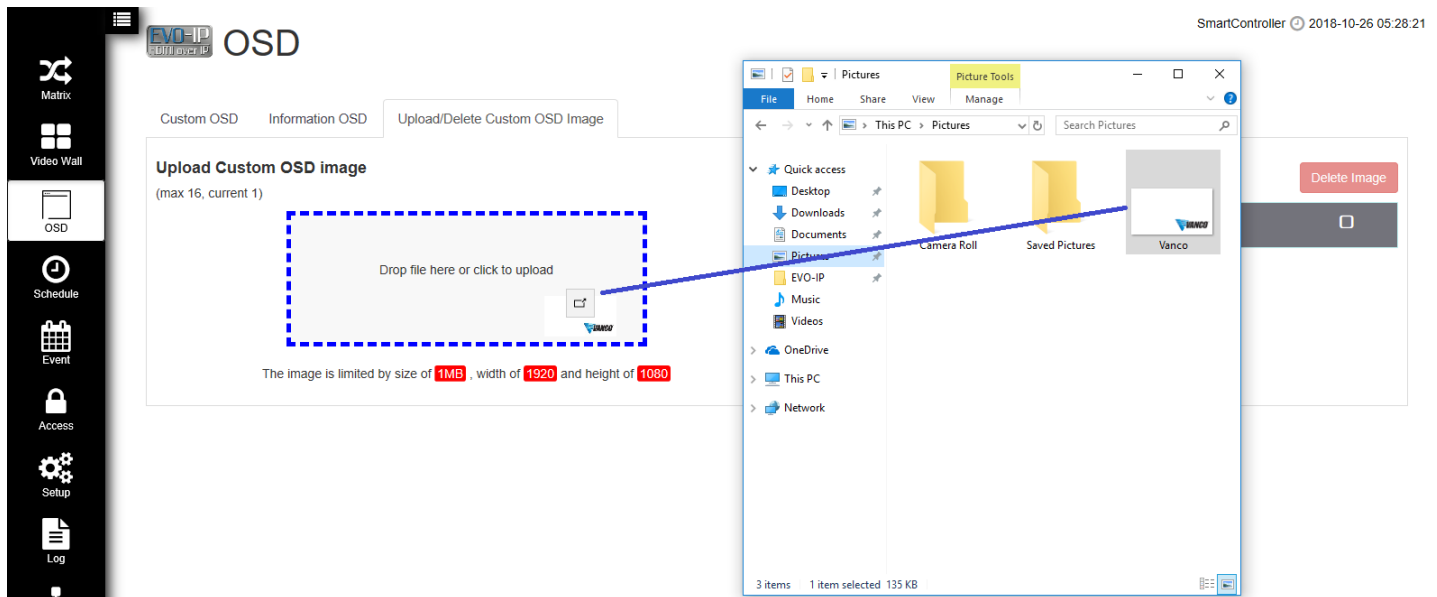 SmartController 2018-10-26 05:28:21
EVO-IP
HDMI over IP
OSD
Matrix
Video Wall
OSD
Schedule
Event
Access
Setup
Log
Custom OSD
Information OSD
Upload/Delete Custom OSD Image
Upload Custom OSD image
(max 16, current 1)
Drop file here or click to upload
VANCO
The image is limited by size of 1MB , width of 1920 and height of 1080
Delete Image
Pictures
Picture Tools
File
Home
Share
View
Manage
This PC > Pictures
Search Pictures
Quick access
Desktop
Downloads
Documents
Pictures
EVO-IP
Music
Videos
OneDrive
This PC
Network
Camera Roll
Saved Pictures
VANCO
Vanco
3 items
1 item selected 135 KB